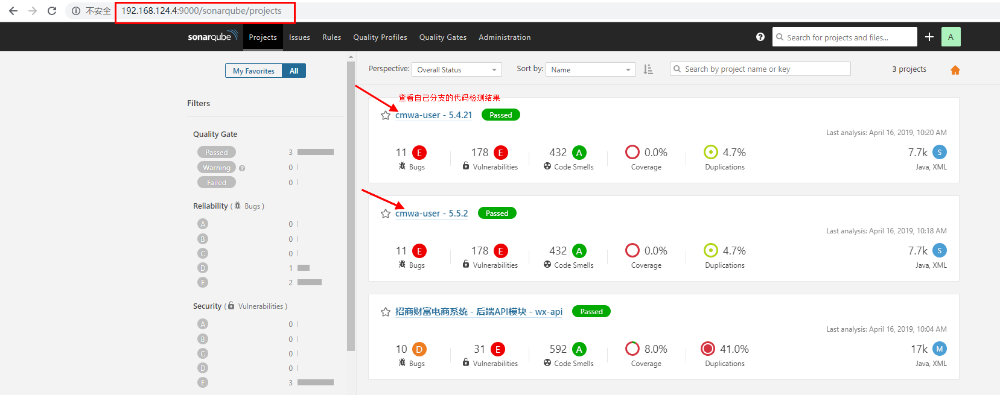 不安全 192.168.124.4:9000/sonarqube/projects
sonarqube Projects Issues Rules Quality Profiles Quality Gates Administration ? Search for projects and files... + A
My Favorites All
Perspective: Overall Status Sort by: Name Search by project name or key 3 projects
Filters
Quality Gate
Passed 3
Warning ? 0
Failed 0
Reliability ( Bugs )
A 0
B 0
C 0
D 1
E 2
Security ( Vulnerabilities )
A 0
B 0
C 0
D 0
E 3
查看自己分支的代码检测结果
cmwa-user - 5.4.21 Passed
Last analysis: April 16, 2019, 10:20 AM
11 E 178 E 432 A 0.0% 4.7% 7.7k S
Bugs Vulnerabilities Code Smells Coverage Duplications Java, XML
cmwa-user - 5.5.2 Passed
Last analysis: April 16, 2019, 10:18 AM
11 E 178 E 432 A 0.0% 4.7% 7.7k S
Bugs Vulnerabilities Code Smells Coverage Duplications Java, XML
招商财富电商系统 - 后端API模块 - wx-api Passed
Last analysis: April 16, 2019, 10:04 AM
10 D 31 E 592 A 8.0% 41.0% 17k M
Bugs Vulnerabilities Code Smells Coverage Duplications Java, XML